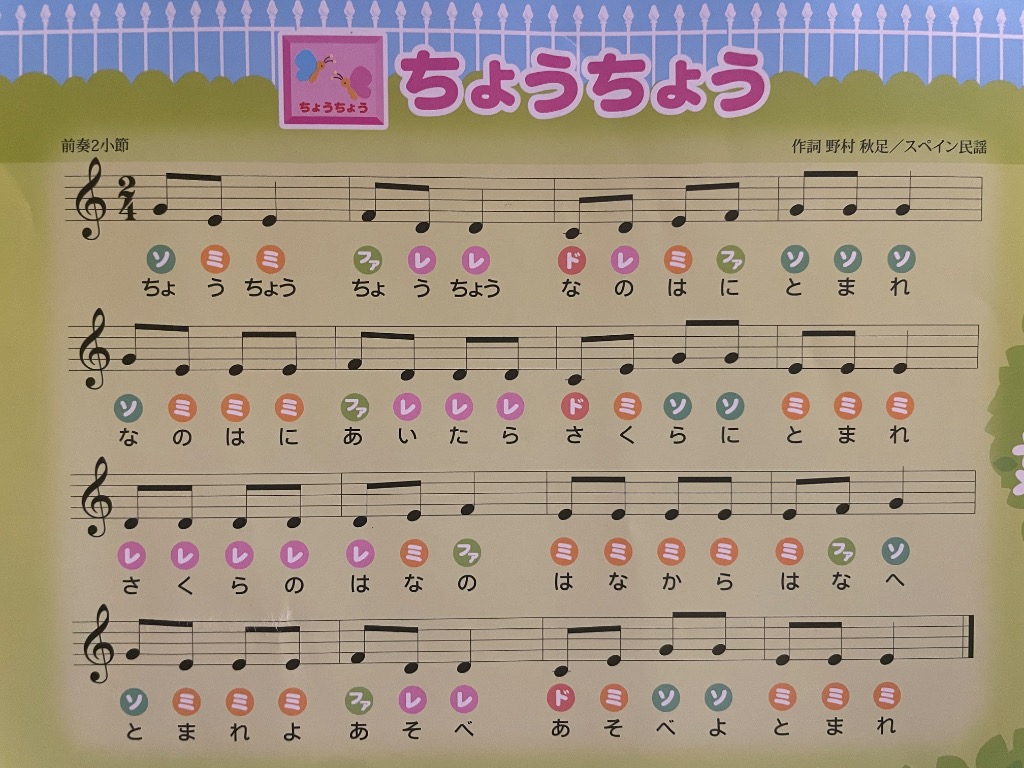 ちょうちょう
ちょうちょう
前奏2小節
作詞 野村 秋足／スペイン民謡
2
4
ソ ミ ミ ファ レ レ ド レ ミ ファ ソ ソ ソ
ちょ う ちょう ちょ う ちょう な の は に と ま れ
ソ ミ ミ ミ ファ レ レ レ ド ミ ソ ソ ミ ミ ミ
な の は に あ い た ら さ く ら に と ま れ
レ レ レ レ レ ミ ファ ミ ミ ミ ミ ミ ファ ソ
さ く ら の は な の は な か ら は な へ
ソ ミ ミ ミ ファ レ レ ド ミ ソ ソ ミ ミ ミ
と ま れ よ あ そ べ あ そ べ よ と ま れ